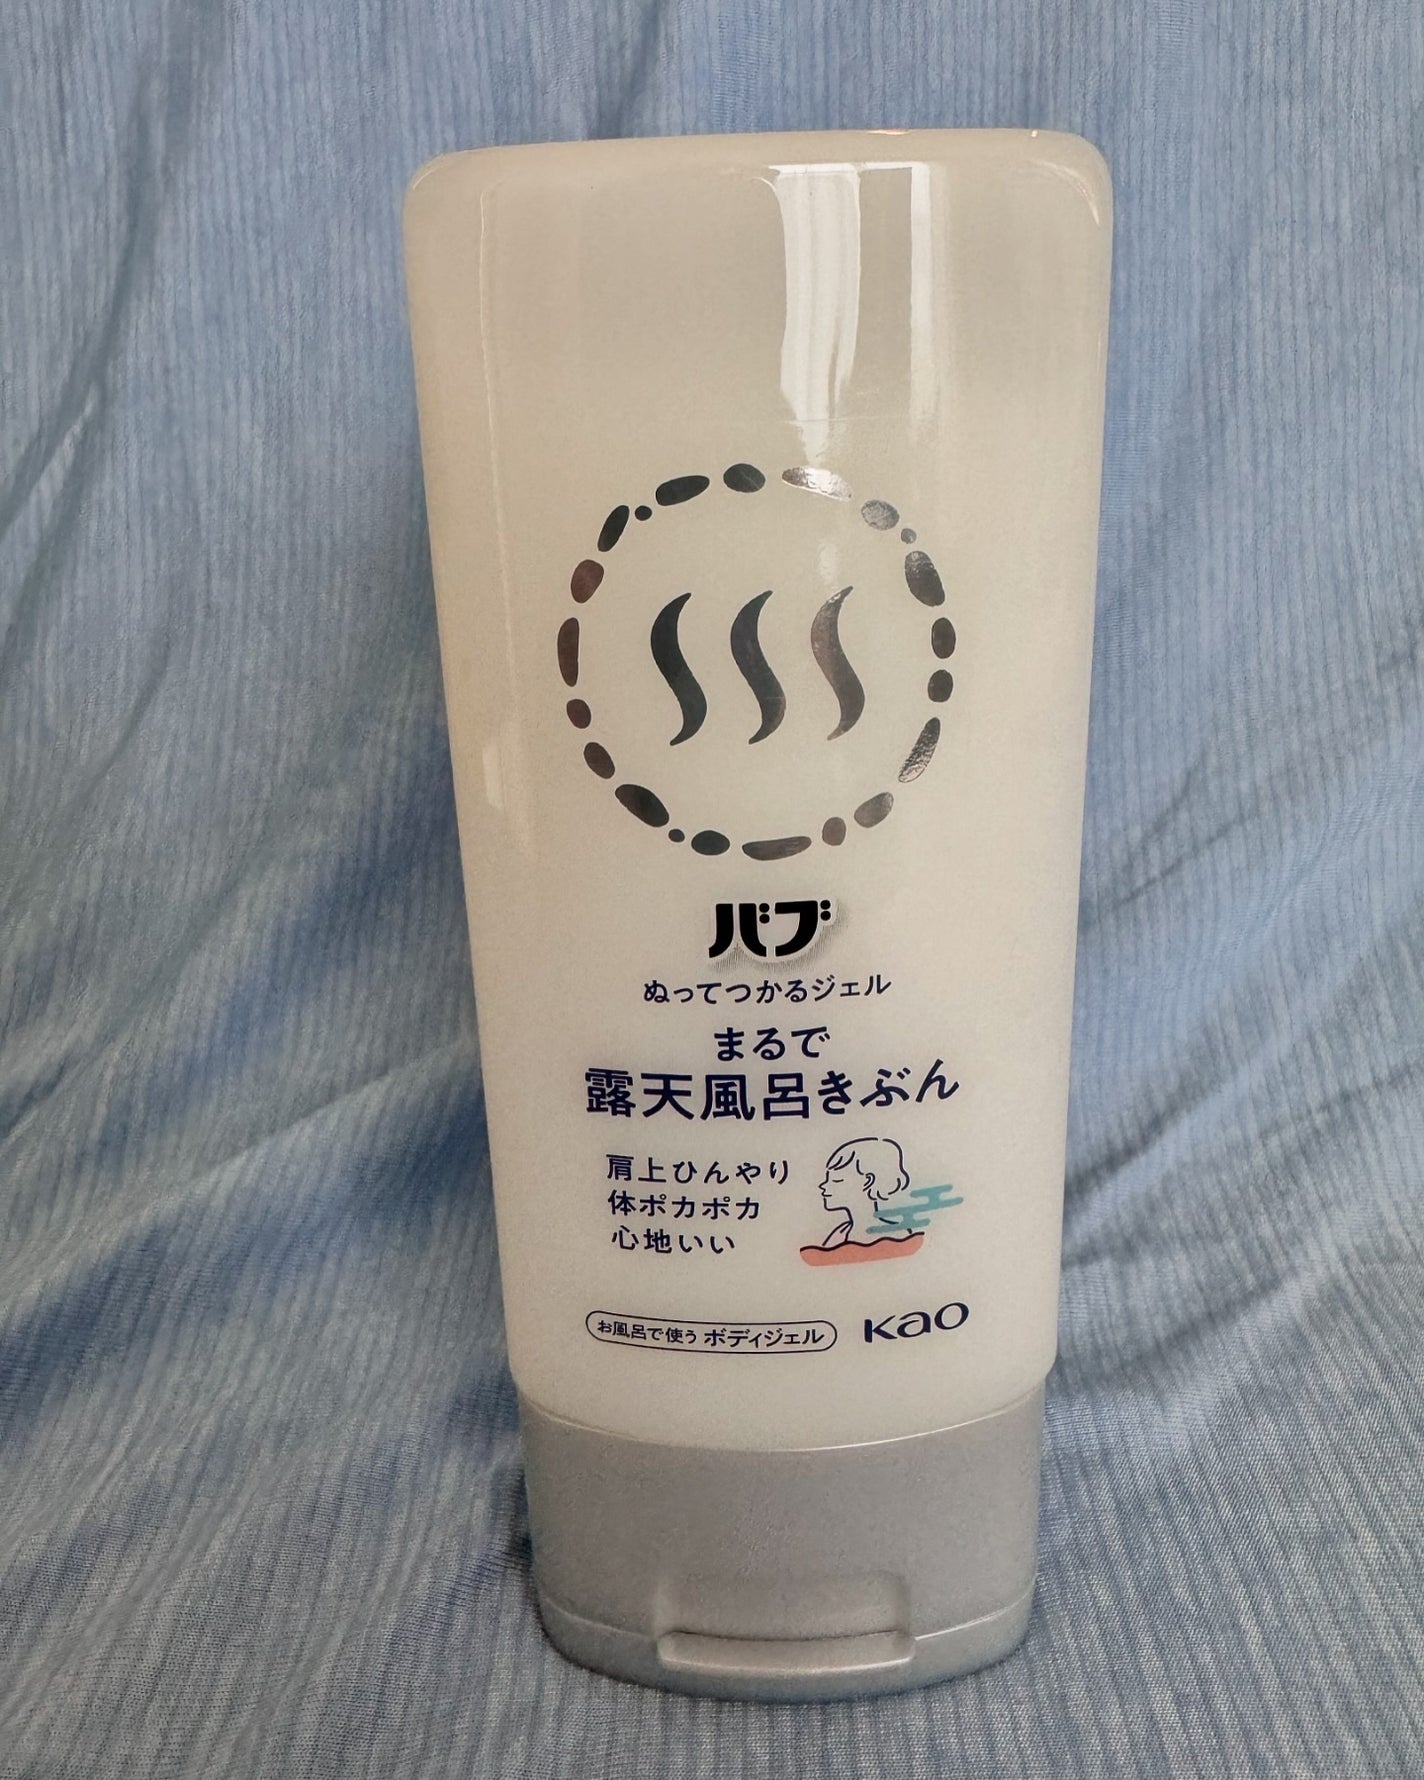 バブ
ぬってつかるジェル
まるで
露天風呂きぶん
肩上ひんやり
体ポカポカ
心地いい
お風呂で使う ボディジェル
Kao